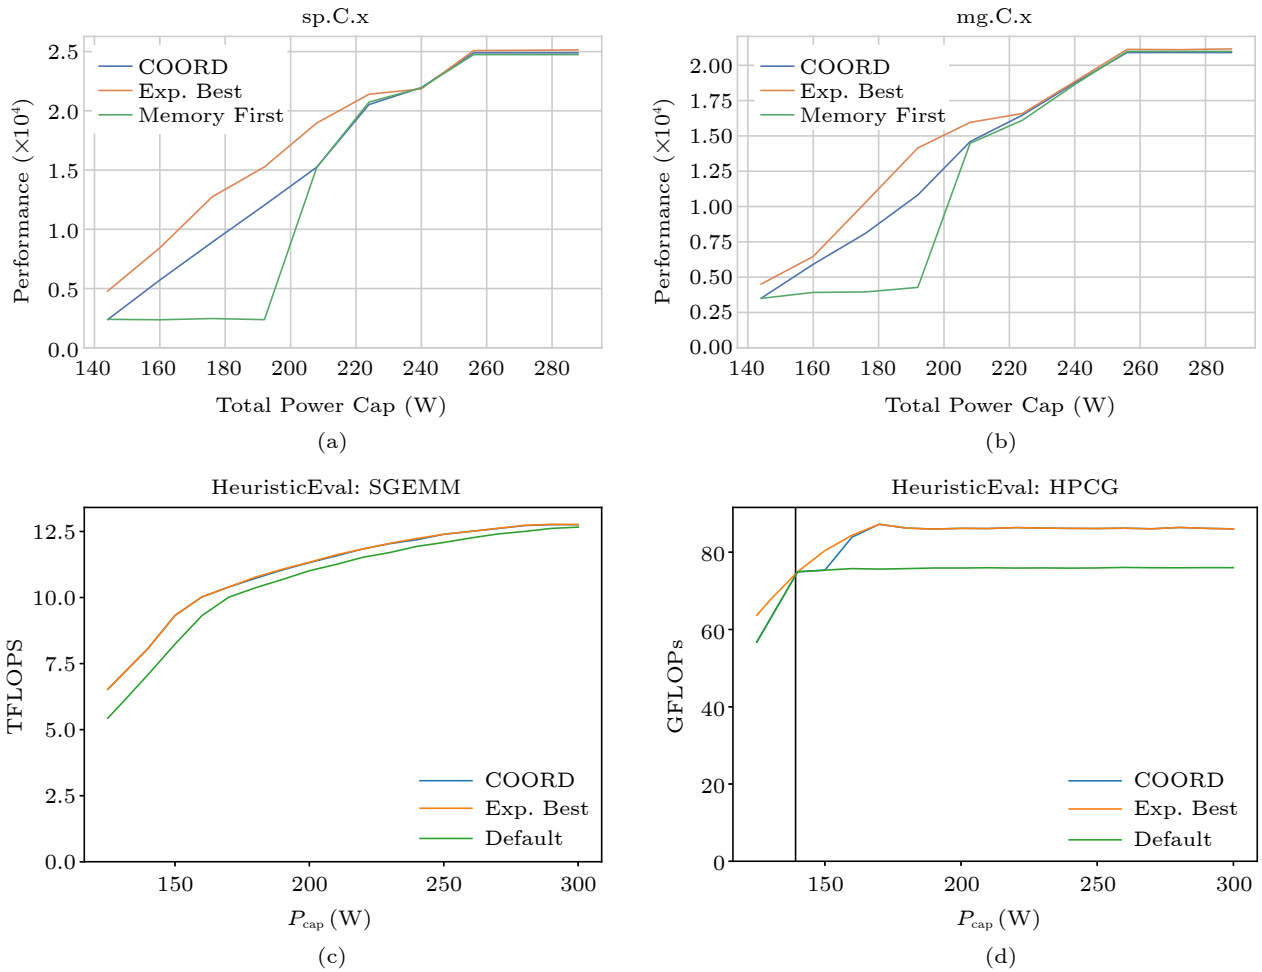 sp.C.x
2.5
2.0
1.5
1.0
0.5
0.0
Performance (×10⁴)
COORD
Exp. Best
Memory First
140 160 180 200 220 240 260 280
Total Power Cap (W)
(a)
mg.C.x
2.00
1.75
1.50
1.25
1.00
0.75
0.50
0.25
0.00
Performance (×10⁴)
COORD
Exp. Best
Memory First
140 160 180 200 220 240 260 280
Total Power Cap (W)
(b)
HeuristicEval: SGEMM
12.5
10.0
7.5
5.0
2.5
0.0
TFLOPS
COORD
Exp. Best
Default
150 200 250 300
P_cap (W)
(c)
HeuristicEval: HPCG
80
60
40
20
0
GFLOPs
COORD
Exp. Best
Default
150 200 250 300
P_cap (W)
(d)